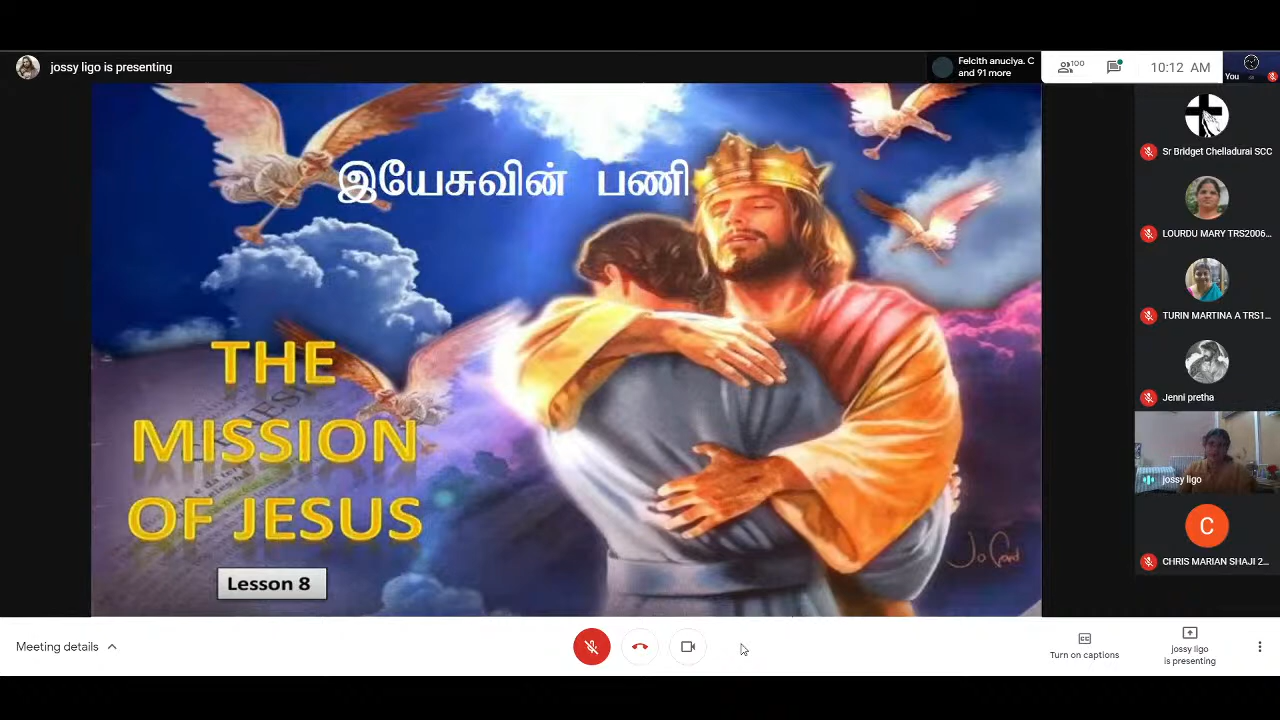 jossy ligo is presenting
Felcith anuciya. C
and 91 more
100
10:12 AM
You
இயேசுவின் பணி
THE
MISSION
OF JESUS
Lesson 8
Sr Bridget Chelladurai SCC
LOURDU MARY TRS2006...
TURIN MARTINA A TRS1...
Jenni pretha
jossy ligo
C
CHRIS MARIAN SHAJI 2...
Meeting details
Turn on captions
jossy ligo
is presenting